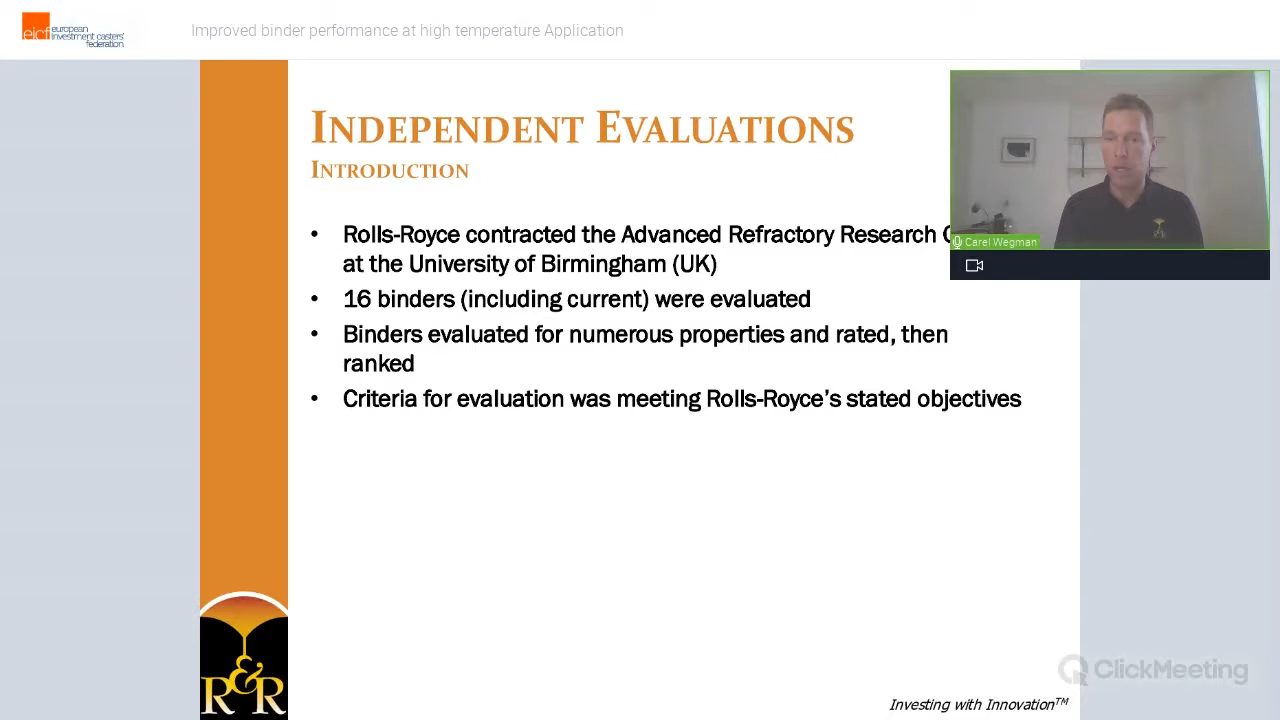 eicf european
investment casters'
federation.
Improved binder performance at high temperature Application
INDEPENDENT EVALUATIONS
INTRODUCTION
• Rolls-Royce contracted the Advanced Refractory Research
at the University of Birmingham (UK)
• 16 binders (including current) were evaluated
• Binders evaluated for numerous properties and rated, then
ranked
• Criteria for evaluation was meeting Rolls-Royce's stated objectives
Carel Wegman
R&R
ClickMeeting
Investing with Innovation™